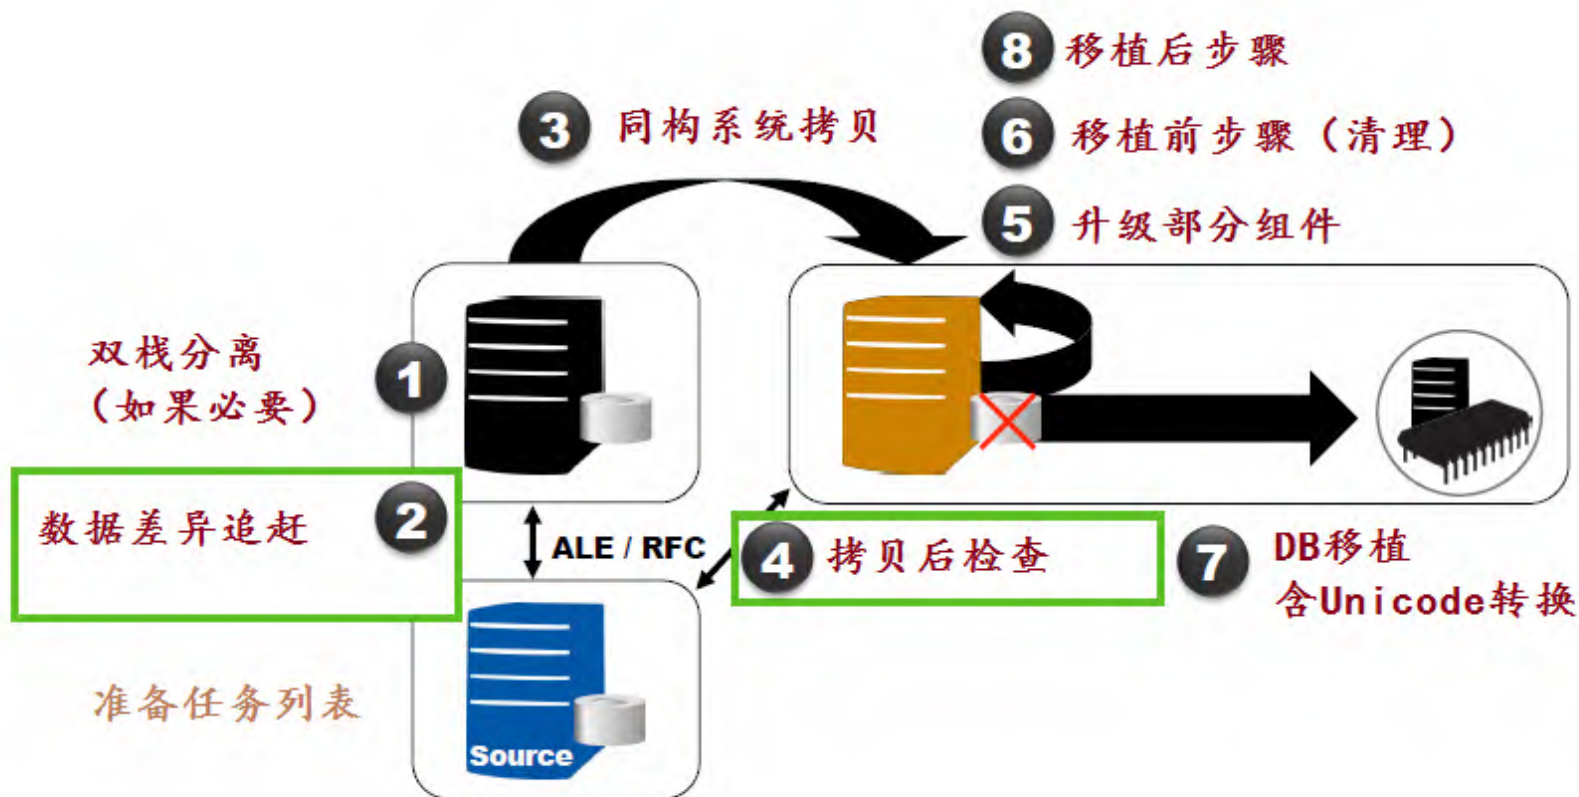 8 移植后步骤
3 同构系统拷贝
6 移植前步骤（清理）
5 升级部分组件
双栈分离
（如果必要）
1
数据差异追赶 2
ALE / RFC
4 拷贝后检查
7 DB移植
含Unicode转换
准备任务列表
Source